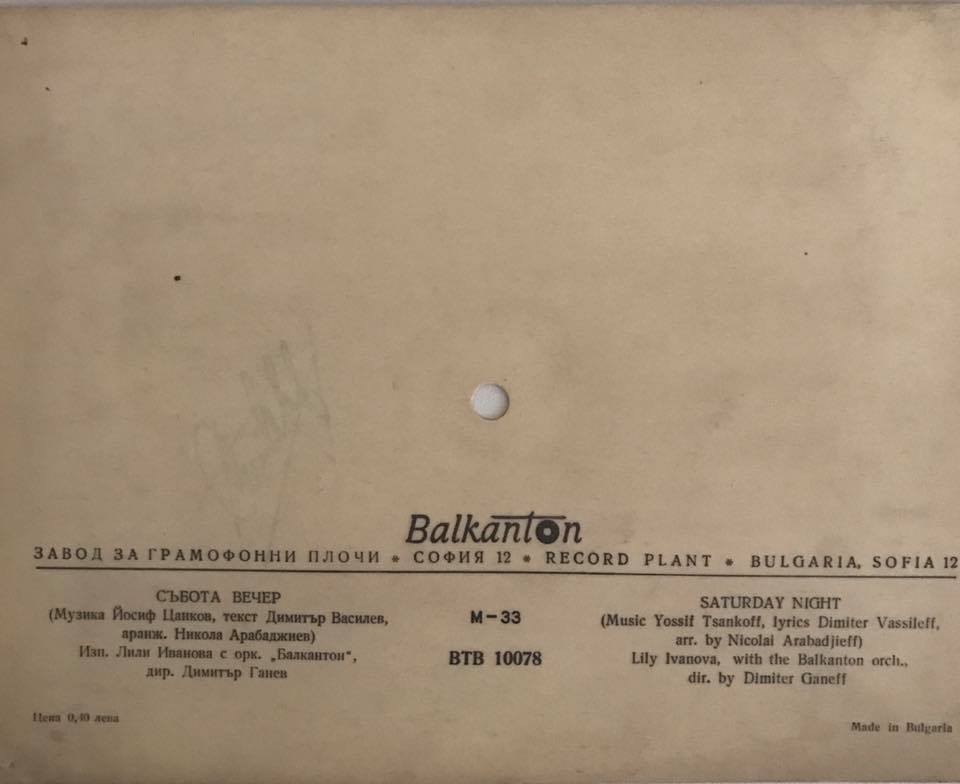 Balkanton
ЗАВОД ЗА ГРАМОФОННИ ПЛОЧИ * СОФИЯ 12 * RECORD PLANT * BULGARIA, SOFIA 12
СЪБОТА ВЕЧЕР
(Музика Йосиф Цанков, текст Димитър Василев,
аранж. Никола Арабаджиев)
Изп. Лили Иванова с орк. „Балкантон",
дир. Димитър Ганев
М-33
ВТВ 10078
SATURDAY NIGHT
(Music Yossif Tsankoff, lyrics Dimiter Vassileff,
arr. by Nicolai Arabadjieff)
Lily Ivanova, with the Balkanton orch.,
dir. by Dimiter Ganeff
Цена 0,40 лева
Made in Bulgaria